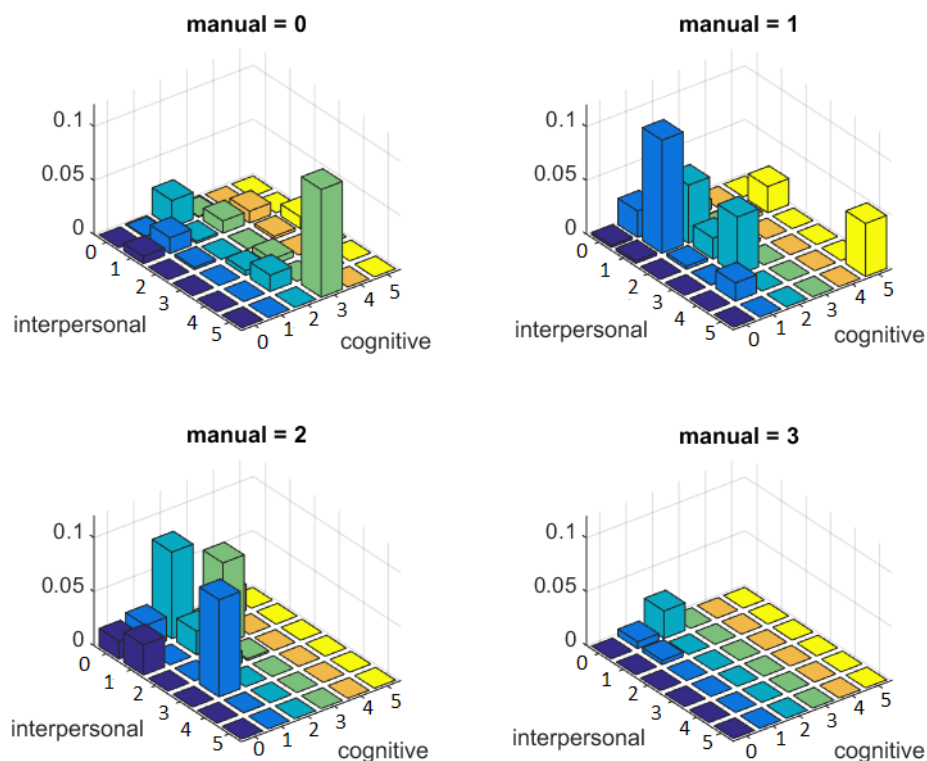 manual = 0
0.1
0.05
0
0 1 2 3 4 5
interpersonal
0 1 2 3 4 5
cognitive
manual = 1
0.1
0.05
0
0 1 2 3 4 5
interpersonal
0 1 2 3 4 5
cognitive
manual = 2
0.1
0.05
0
0 1 2 3 4 5
interpersonal
0 1 2 3 4 5
cognitive
manual = 3
0.1
0.05
0
0 1 2 3 4 5
interpersonal
0 1 2 3 4 5
cognitive